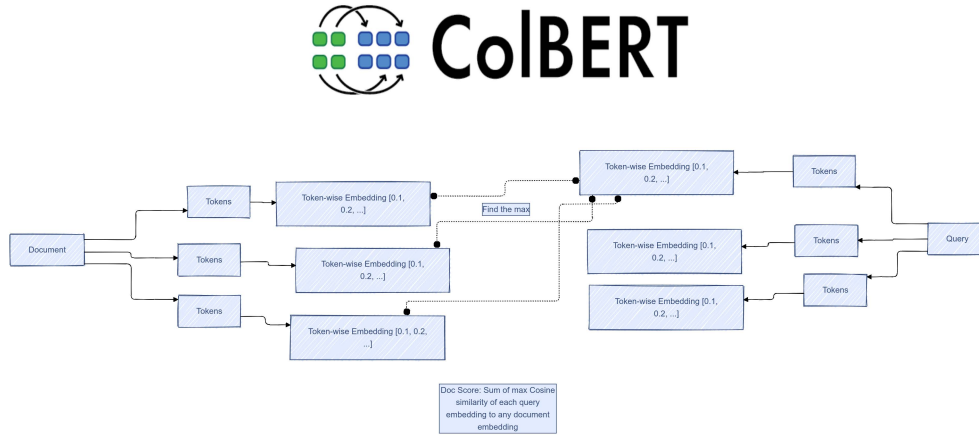 ColBERT
Token-wise Embedding [0.1,
0.2, ...]
Tokens
Tokens
Token-wise Embedding [0.1,
0.2, ...]
Find the max
Document
Tokens
Token-wise Embedding [0.1,
0.2, ...]
Token-wise Embedding [0.1,
0.2, ...]
Tokens
Query
Tokens
Token-wise Embedding [0.1, 0.2,
...]
Token-wise Embedding [0.1,
0.2, ...]
Tokens
Doc Score: Sum of max Cosine
similarity of each query
embedding to any document
embedding